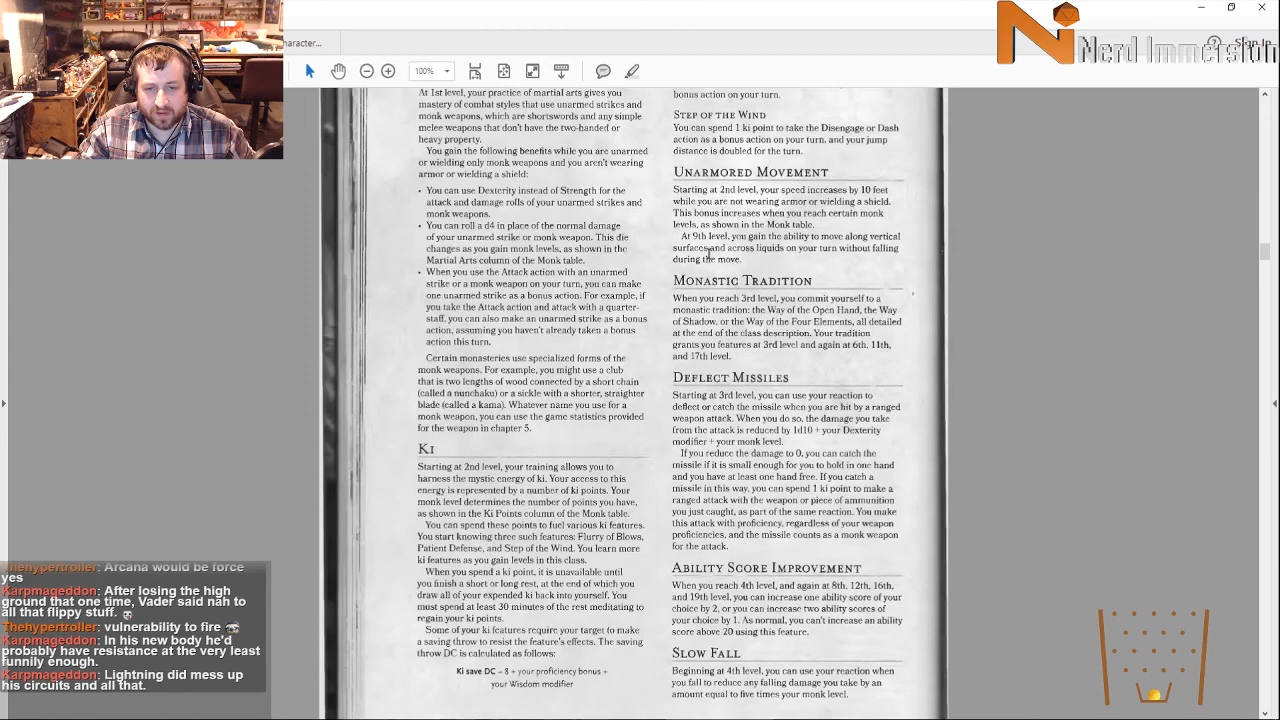 Nerd Immersion
haracter...
Sign In
100%
At 1st level, your practice of martial arts gives you
mastery of combat styles that use unarmed strikes and
monk weapons, which are shortswords and any simple
melee weapons that don't have the two-handed or
heavy property.
You gain the following benefits while you are unarmed
or wielding only monk weapons and you aren't wearing
armor or wielding a shield:
• You can use Dexterity instead of Strength for the
attack and damage rolls of your unarmed strikes and
monk weapons.
• You can roll a d4 in place of the normal damage
of your unarmed strike or monk weapon. This die
changes as you gain monk levels, as shown in the
Martial Arts column of the Monk table.
• When you use the Attack action with an unarmed
strike or a monk weapon on your turn, you can make
one unarmed strike as a bonus action. For example, if
you take the Attack action and attack with a quarter-
staff, you can also make an unarmed strike as a bonus
action, assuming you haven't already taken a bonus
action this turn.
Certain monasteries use specialized forms of the
monk weapons. For example, you might use a club
that is two lengths of wood connected by a short chain
(called a nunchaku) or a sickle with a shorter, straighter
blade (called a kama). Whatever name you use for a
monk weapon, you can use the game statistics provided
for the weapon in chapter 5.
KI
Starting at 2nd level, your training allows you to
harness the mystic energy of ki. Your access to this
energy is represented by a number of ki points. Your
monk level determines the number of points you have,
as shown in the Ki Points column of the Monk table.
You can spend these points to fuel various ki features.
You start knowing three such features: Flurry of Blows,
Patient Defense, and Step of the Wind. You learn more
ki features as you gain levels in this class.
When you spend a ki point, it is unavailable until
you finish a short or long rest, at the end of which you
draw all of your expended ki back into yourself. You
must spend at least 30 minutes of the rest meditating to
regain your ki points.
Some of your ki features require your target to make
a saving throw to resist the feature's effects. The saving
throw DC is calculated as follows:
Ki save DC = 8 + your proficiency bonus +
your Wisdom modifier
bonus action on your turn.
STEP OF THE WIND
You can spend 1 ki point to take the Disengage or Dash
action as a bonus action on your turn, and your jump
distance is doubled for the turn.
UNARMORED MOVEMENT
Starting at 2nd level, your speed increases by 10 feet
while you are not wearing armor or wielding a shield.
This bonus increases when you reach certain monk
levels, as shown in the Monk table.
At 9th level, you gain the ability to move along vertical
surfaces and across liquids on your turn without falling
during the move.
MONASTIC TRADITION
When you reach 3rd level, you commit yourself to a
monastic tradition: the Way of the Open Hand, the Way
of Shadow, or the Way of the Four Elements, all detailed
at the end of the class description. Your tradition
grants you features at 3rd level and again at 6th, 11th,
and 17th level.
DEFLECT MISSILES
Starting at 3rd level, you can use your reaction to
deflect or catch the missile when you are hit by a ranged
weapon attack. When you do so, the damage you take
from the attack is reduced by 1d10 + your Dexterity
modifier + your monk level.
If you reduce the damage to 0, you can catch the
missile if it is small enough for you to hold in one hand
and you have at least one hand free. If you catch a
missile in this way, you can spend 1 ki point to make a
ranged attack with the weapon or piece of ammunition
you just caught, as part of the same reaction. You make
this attack with proficiency, regardless of your weapon
proficiencies, and the missile counts as a monk weapon
for the attack.
ABILITY SCORE IMPROVEMENT
When you reach 4th level, and again at 8th, 12th, 16th,
and 19th level, you can increase one ability score of your
choice by 2, or you can increase two ability scores of
your choice by 1. As normal, you can't increase an ability
score above 20 using this feature.
SLOW FALL
Beginning at 4th level, you can use your reaction when
you fall to reduce any falling damage you take by an
amount equal to five times your monk level.
Thehypertroller: Arcana would be force
yes
Karpmageddon: After losing the high
ground that one time, Vader said nah to
all that flippy stuff.
Thehypertroller: vulnerability to fire
Karpmageddon: In his new body he'd
probably have resistance at the very least
funnily enough.
Karpmageddon: Lightning did mess up
his circuits and all that.